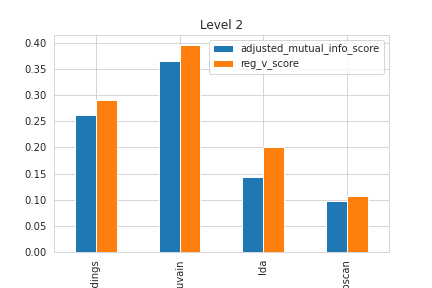 Level 2
adjusted_mutual_info_score
reg_v_score
0.40
0.35
0.30
0.25
0.20
0.15
0.10
0.05
0.00
dings
uvain
lda
oscan